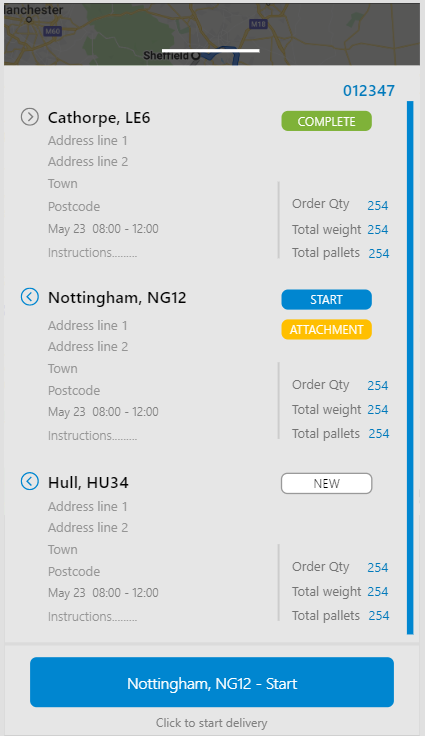 anchester
M60
M18
M1
Sheffield
012347
Cathorpe, LE6
COMPLETE
Address line 1
Address line 2
Town
Postcode
May 23 08:00 - 12:00
Instructions.........
Order Qty 254
Total weight 254
Total pallets 254
Nottingham, NG12
START
ATTACHMENT
Address line 1
Address line 2
Town
Postcode
May 23 08:00 - 12:00
Instructions.........
Order Qty 254
Total weight 254
Total pallets 254
Hull, HU34
NEW
Address line 1
Address line 2
Town
Postcode
May 23 08:00 - 12:00
Instructions.........
Order Qty 254
Total weight 254
Total pallets 254
Nottingham, NG12 - Start
Click to start delivery